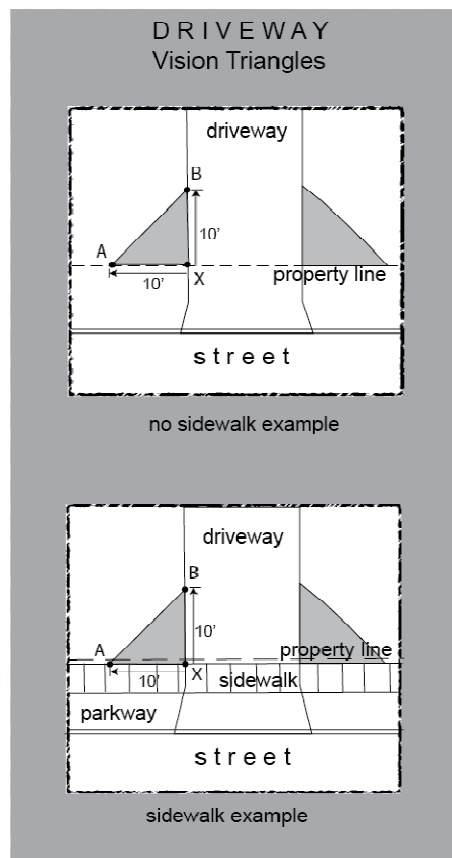 DRIVEWAY
Vision Triangles
driveway
B
10'
A
X
10'
property line
street
no sidewalk example
driveway
B
10'
A
property line
10'
X
sidewalk
parkway
street
sidewalk example